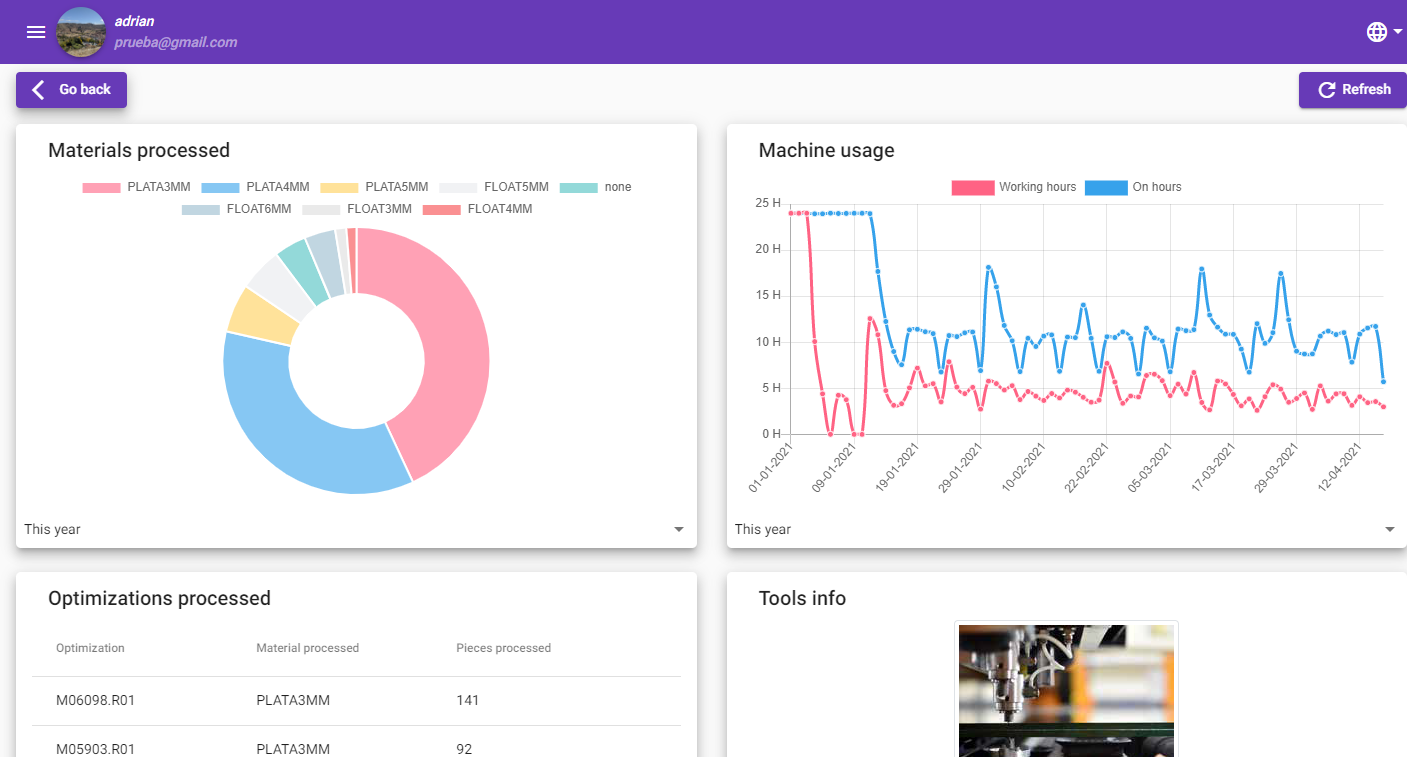 adrian
prueba@gmail.com
Go back
Refresh
Materials processed
PLATA3MM PLATA4MM PLATA5MM FLOAT5MM none
FLOAT6MM FLOAT3MM FLOAT4MM
This year
Machine usage
Working hours On hours
25 H
20 H
15 H
10 H
5 H
0 H
01-01-2021 09-01-2021 19-01-2021 29-01-2021 10-02-2021 22-02-2021 05-03-2021 17-03-2021 29-03-2021 12-04-2021
This year
Optimizations processed
Optimization Material processed Pieces processed
M06098.R01 PLATA3MM 141
M05903.R01 PLATA3MM 92
Tools info